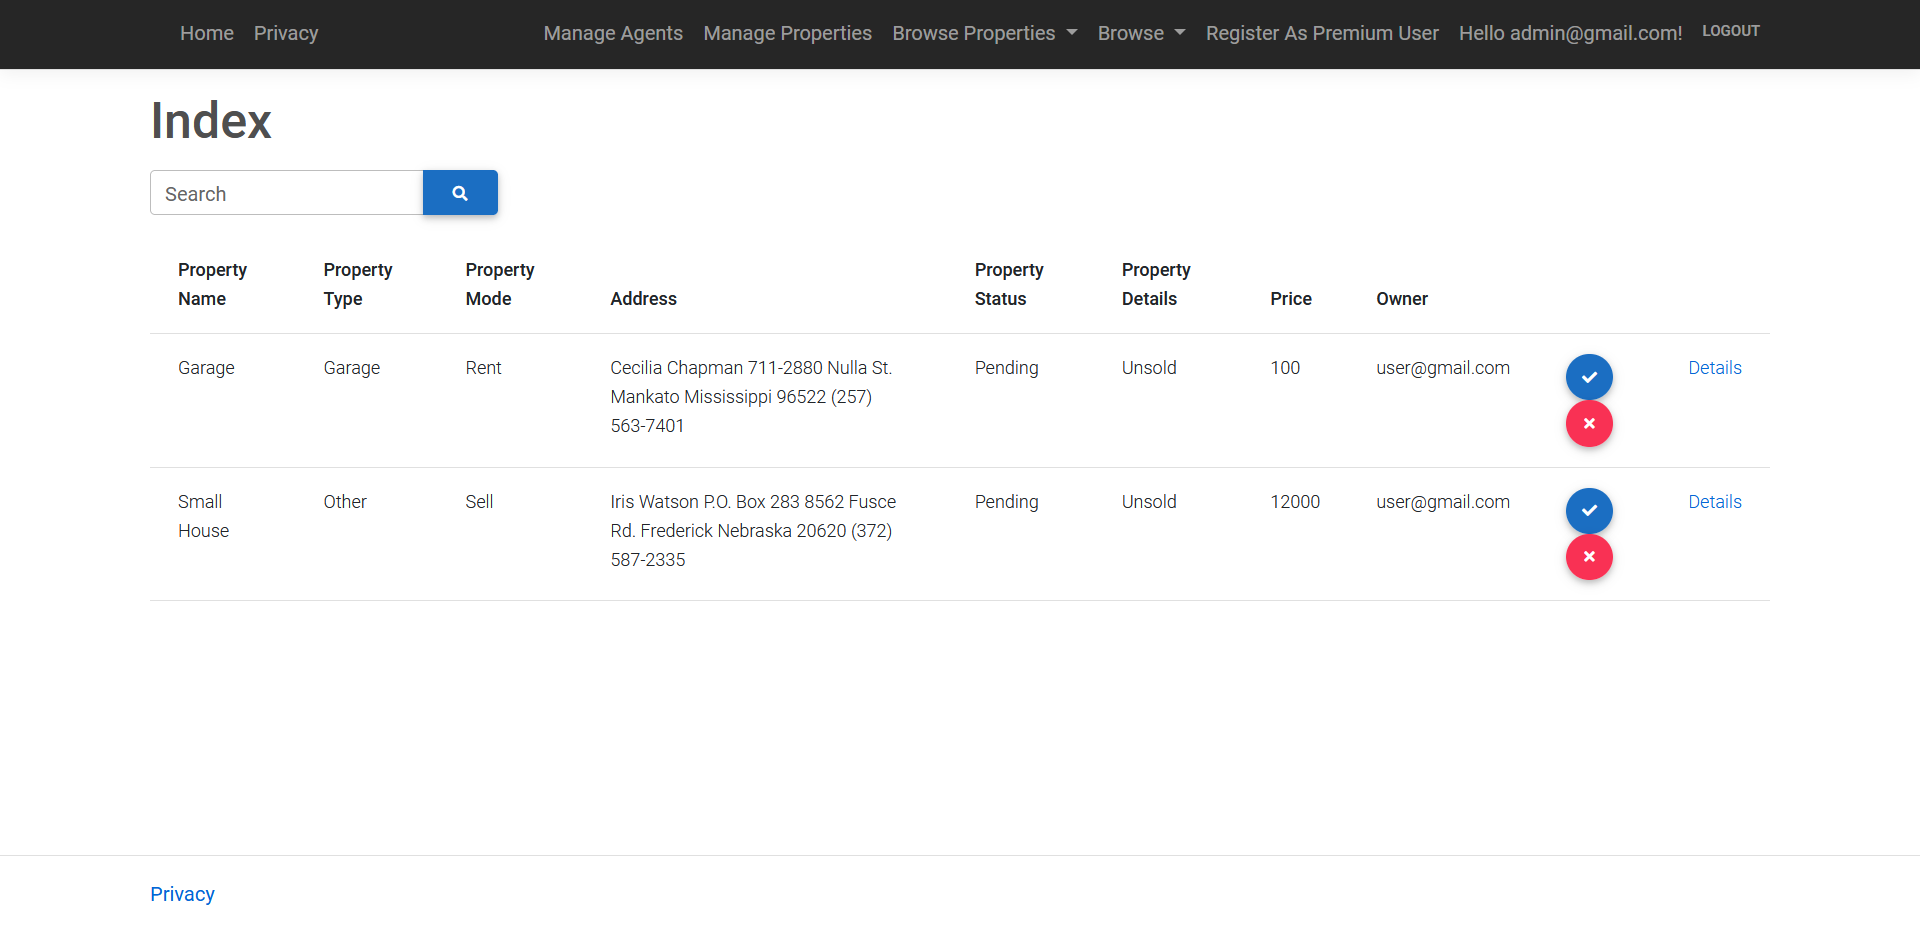 Home Privacy Manage Agents Manage Properties Browse Properties Browse Register As Premium User Hello admin@gmail.com! LOGOUT
Index
Search
Property Name Property Type Property Mode Address Property Status Property Details Price Owner
Garage Garage Rent Cecilia Chapman 711-2880 Nulla St. Pending Unsold 100 user@gmail.com Details
Mankato Mississippi 96522 (257)
563-7401
Small Other Sell Iris Watson P.O. Box 283 8562 Fusce Pending Unsold 12000 user@gmail.com Details
House Rd. Frederick Nebraska 20620 (372)
587-2335
Privacy